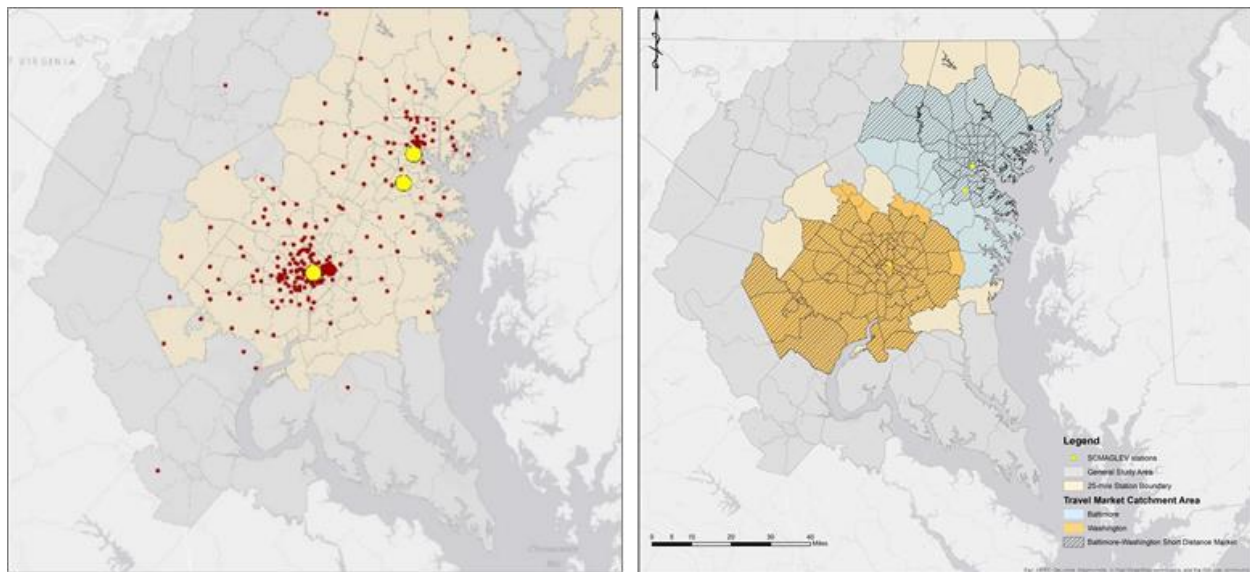 VIRGINIA
Legend
SCMAGLEV stations
General Study Area
25-mile Station Boundary
Travel Market Catchment Area
Baltimore
Washington
Baltimore-Washington Short Distance Market
0 5 10 20 30 40
Miles